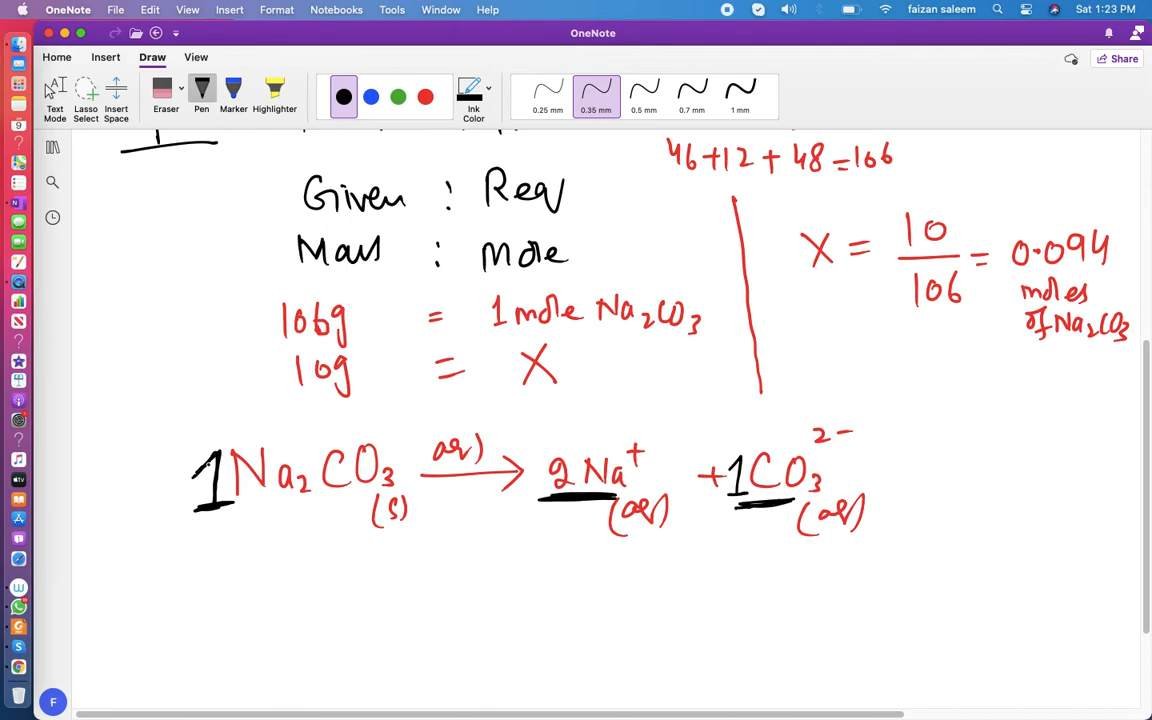 OneNote File Edit View Insert Format Notebooks Tools Window Help faizan saleem Sat 1:23 PM
OneNote
Home Insert Draw View Share
Text Mode Lasso Select Insert Space Eraser Pen Marker Highlighter Ink Color 0.25 mm 0.35 mm 0.5 mm 0.7 mm 1 mm
46+12+48=106
Given : Req
Mass : mole
106g = 1 mole Na2CO3
10g = X
X = 10/106 = 0.094
moles
of Na2CO3
1Na2CO3(s) aq) → 2Na+(aq) + 1CO3 2-(aq)
F